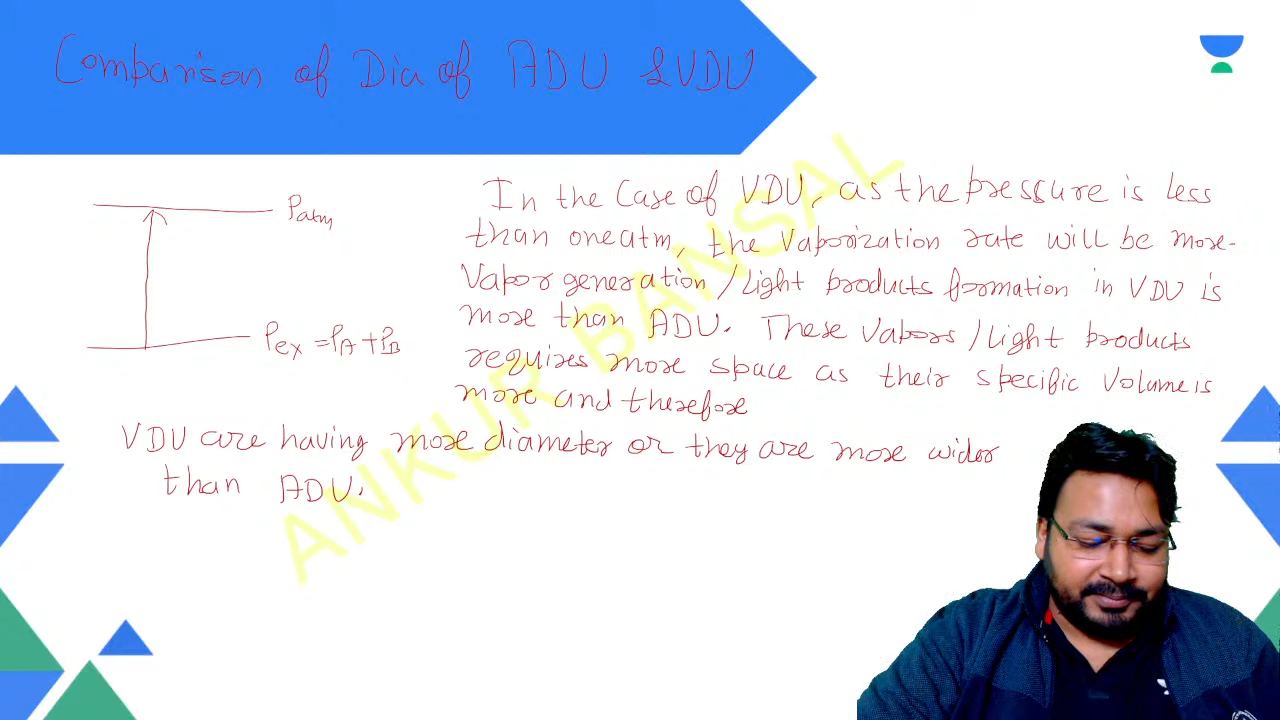 Comparison of Dia of ADU & VDU
Patm
Pex = PA + PB
In the Case of VDU, as the pressure is less
than one atm, the Vaporization rate will be more.
Vapor generation / Light products formation in VDU is
more than ADU. These Vapors / Light products
requires more space as their specific Volume is
more and therefore
VDU are having more diameter or they are more wider
than ADU.
ANKUR BANSAL